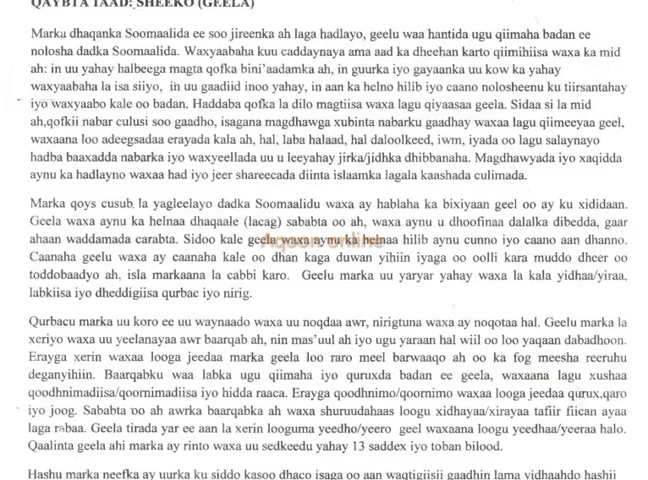 QAYBTA 1AAD: SHEEKO (GEELA)
Marka dhaqanka Soomaalida ee soo jireenka ah laga hadlayo, geelu waa hantida ugu qiimaha badan ee
nolosha dadka Soomaalida. Waxyaabaha kuu caddaynaya ama aad ka dheehan karto qiimihiisa waxa ka mid
ah: in uu yahay halbeega magta qofka bini'aadamka ah, in guurka iyo gayaanka uu kow ka yahay
waxyaabaha la isa siiyo, in uu gaadiid inoo yahay, in aan ka helno hilib iyo caano nolosheenu ku tiirsantahay
iyo waxyaabo kale oo badan. Haddaba qofka la dilo magtiisa waxa lagu qiyaasaa geela. Sidaa si la mid
ah,qofkii nabar culusi soo gaadho, isagana magdhawga xubinta nabarku gaadhay waxaa lagu qiimeeyaa geel,
waxaana loo adeegsadaa erayada kala ah, hal, laba halaad, hal daloolkeed, iwm, iyada oo lagu salaynayo
hadba baaxadda nabarka iyo waxyeellada uu u leeyahay jirka/jidhka dhibbanaha. Magdhawyada iyo xaqidda
aynu ka hadlayno waxaa had iyo jeer shareecada diinta islaamka lagala kaashada culimada.
Marka qoys cusub la yagleelayo dadka Soomaalidu waxa ay hablaha ka bixiyaan geel oo ay ku xididaan.
Geela waxa aynu ka helnaa dhaqaale (lacag) sababta oo ah, waxa aynu u dhoofinaa dalalka dibedda, gaar
ahaan waddamada carabta. Sidoo kale geela waxa aynu ka helnaa hilib aynu cunno iyo caano aan dhanno.
Caanaha geelu waxa ay caanaha kale oo dhan kaga duwan yihiin iyaga oo oolli kara muddo dheer oo
toddobaadyo ah, isla markaana la cabbi karo. Geelu marka uu yaryar yahay waxa la kala yidhaa/yiraa,
labkiisa iyo dheddigiisa qurbac iyo nirig.
Qurbacu marka uu koro ee uu waynaado waxa uu noqdaa awr, nirigtuna waxa ay noqotaa hal. Geelu marka la
xeriyo waxa uu yeelanayaa awr baarqab ah, nin mas'uul ah iyo ugu yaraan hal wiil oo loo yaqaan dabadhoon.
Erayga xerin waxaa looga jeedaa marka geela loo raro meel barwaaqo ah oo ka fog meesha reeruhu
deganyihiin. Baarqabku waa labka ugu qiimaha iyo quruxda badan ee geela, waxaana lagu xushaa
qoodhnimadiisa/qoornimadiisa iyo hidda raaca. Erayga qoodhnimo/qoornimo waxaa looga jeedaa qurux,qaro
iyo joog. Sababta oo ah awrka baarqabka ah waxa shuruudahaas loogu xidhayaa/xirayaa tafiir fiican ayaa
laga rabaa. Geela tirada yar ee aan la xerin looguma yeedho/yeero geel waxaana loogu yeedhaa/yeeraa halo.
Qaalinta geela ahi marka ay rinto waxa uu sedkeedu yahay 13 saddex iyo toban bilood.
Hashu marka neefka ay uurka ku siddo kasoo dhaco isaga oo aan waqtigiisii gaadhin lama yidhaahdo hashii